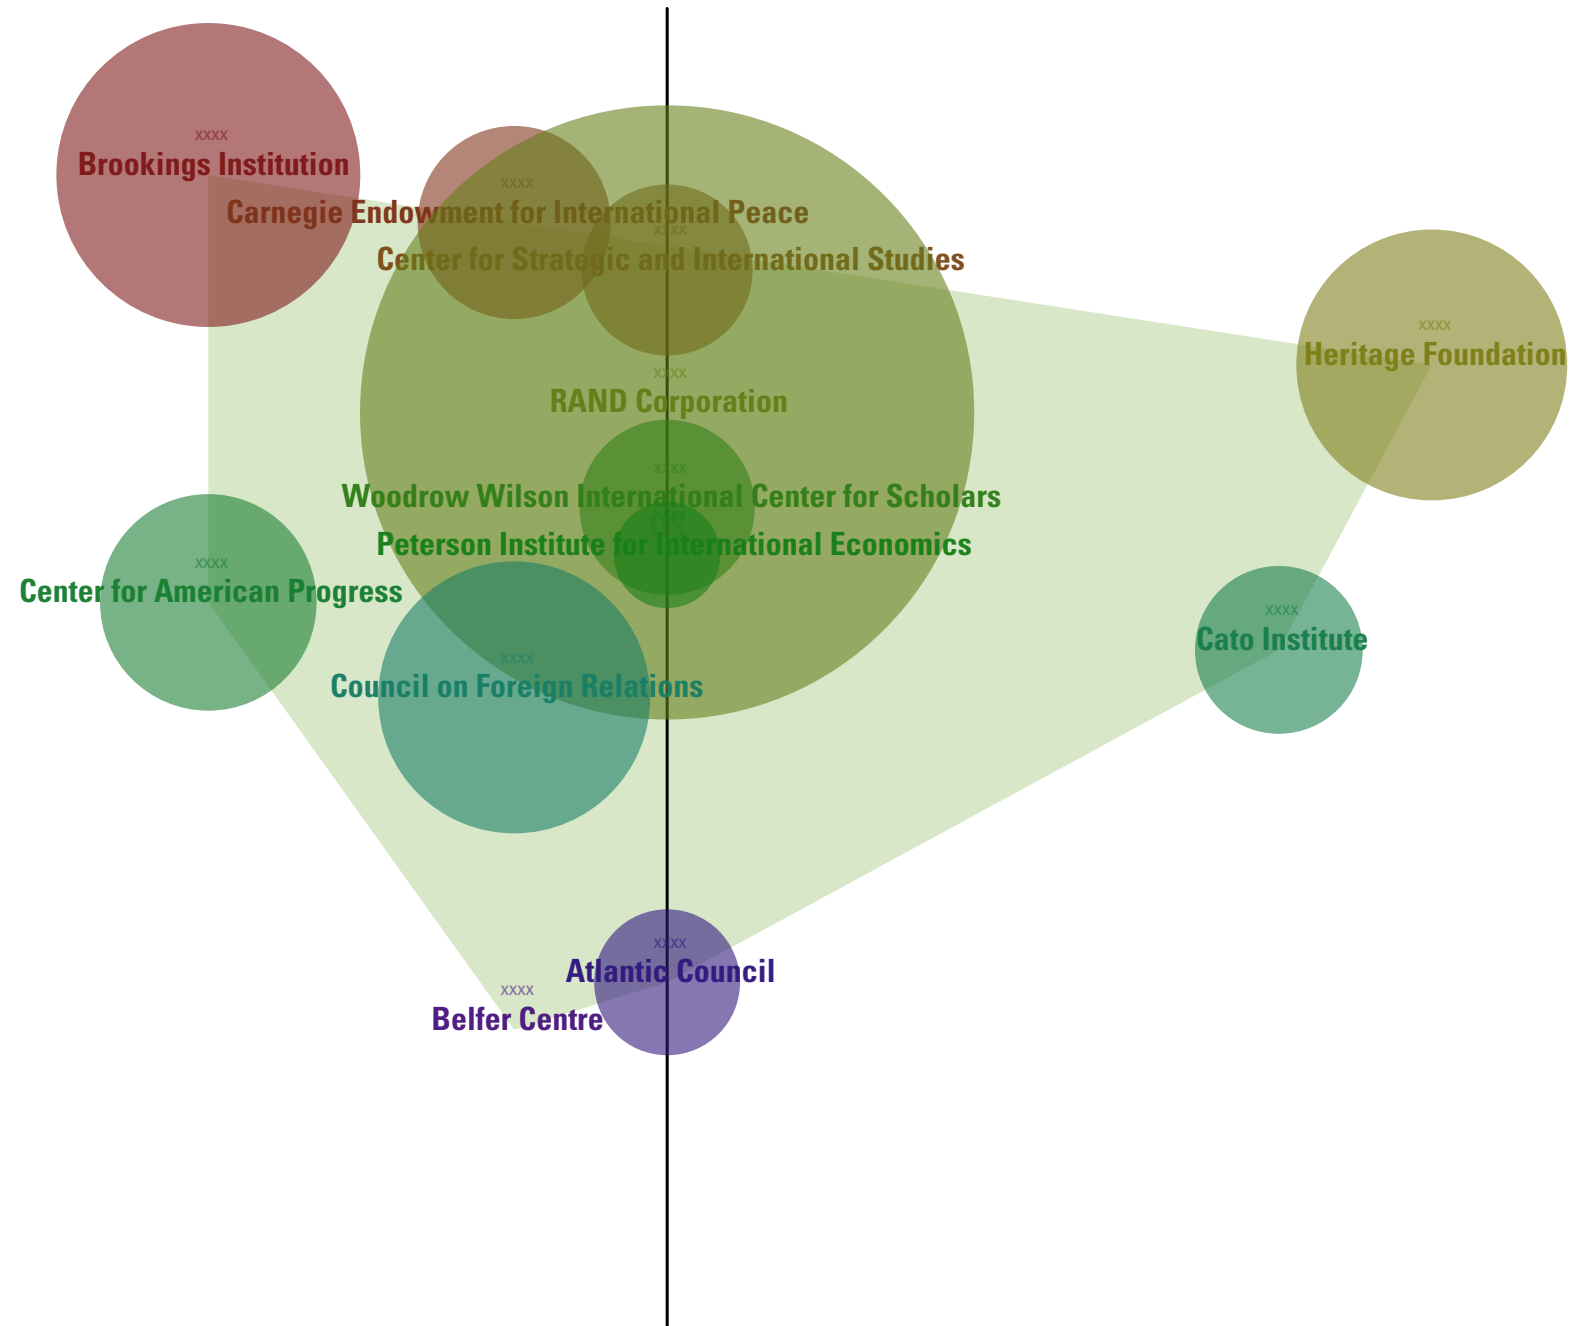 xxxx
Brookings Institution
xxxx
Carnegie Endowment for International Peace
xxxx
Center for Strategic and International Studies
xxxx
Heritage Foundation
xxxx
RAND Corporation
xxxx
Woodrow Wilson International Center for Scholars
xxxx
Peterson Institute for International Economics
xxxx
Center for American Progress
xxxx
Cato Institute
xxxx
Council on Foreign Relations
xxxx
Atlantic Council
xxxx
Belfer Centre